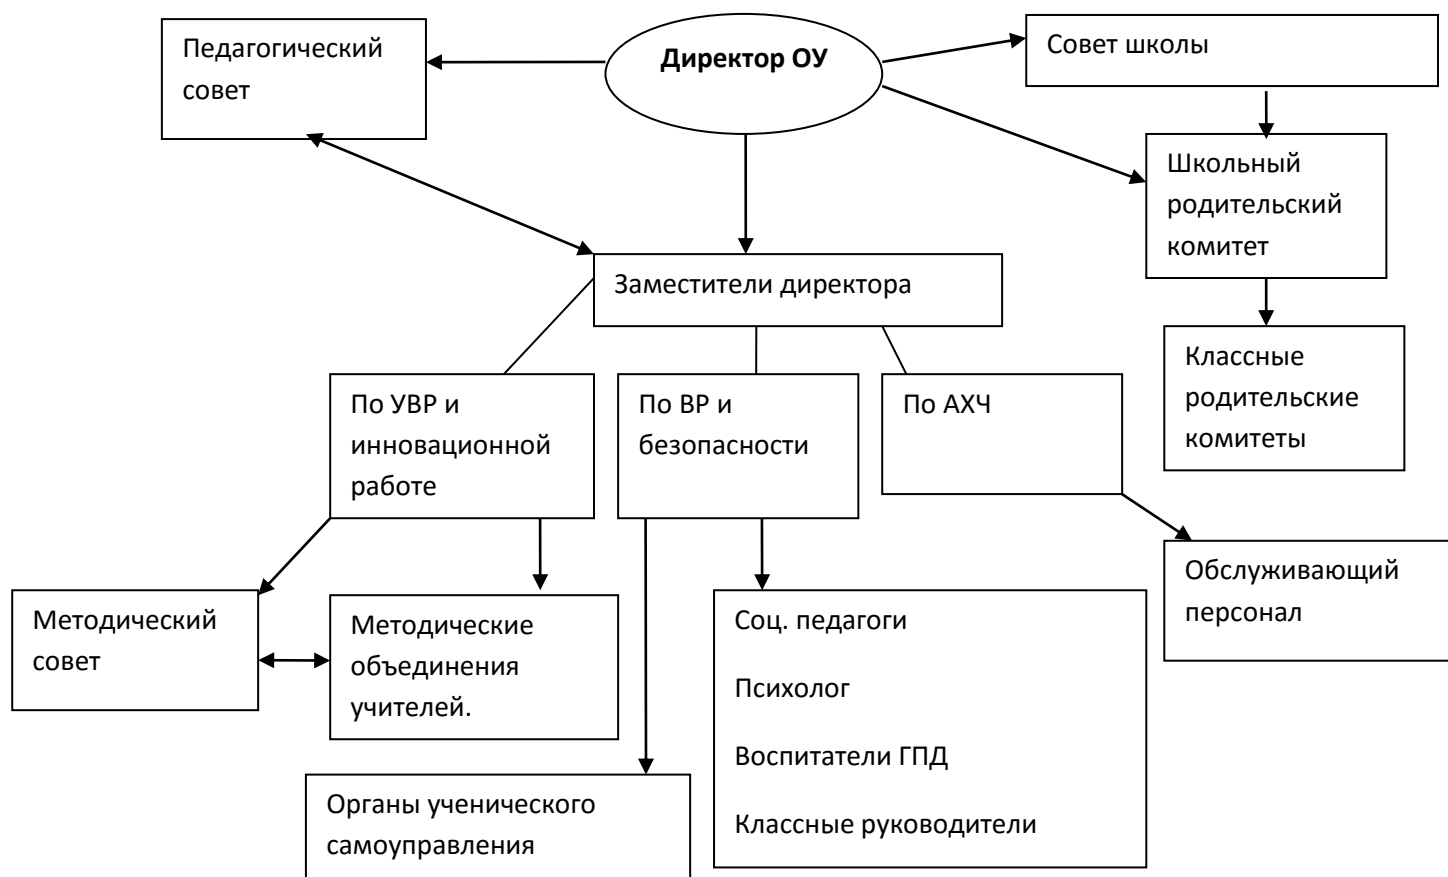 Педагогический
совет
Директор ОУ
Совет школы
Школьный
родительский
комитет
Заместители директора
Классные
родительские
комитеты
По УВР и
инновационной
работе
По ВР и
безопасности
По АХЧ
Обслуживающий
персонал
Методический
совет
Методические
объединения
учителей.
Соц. педагоги
Психолог
Воспитатели ГПД
Классные руководители
Органы ученического
самоуправления